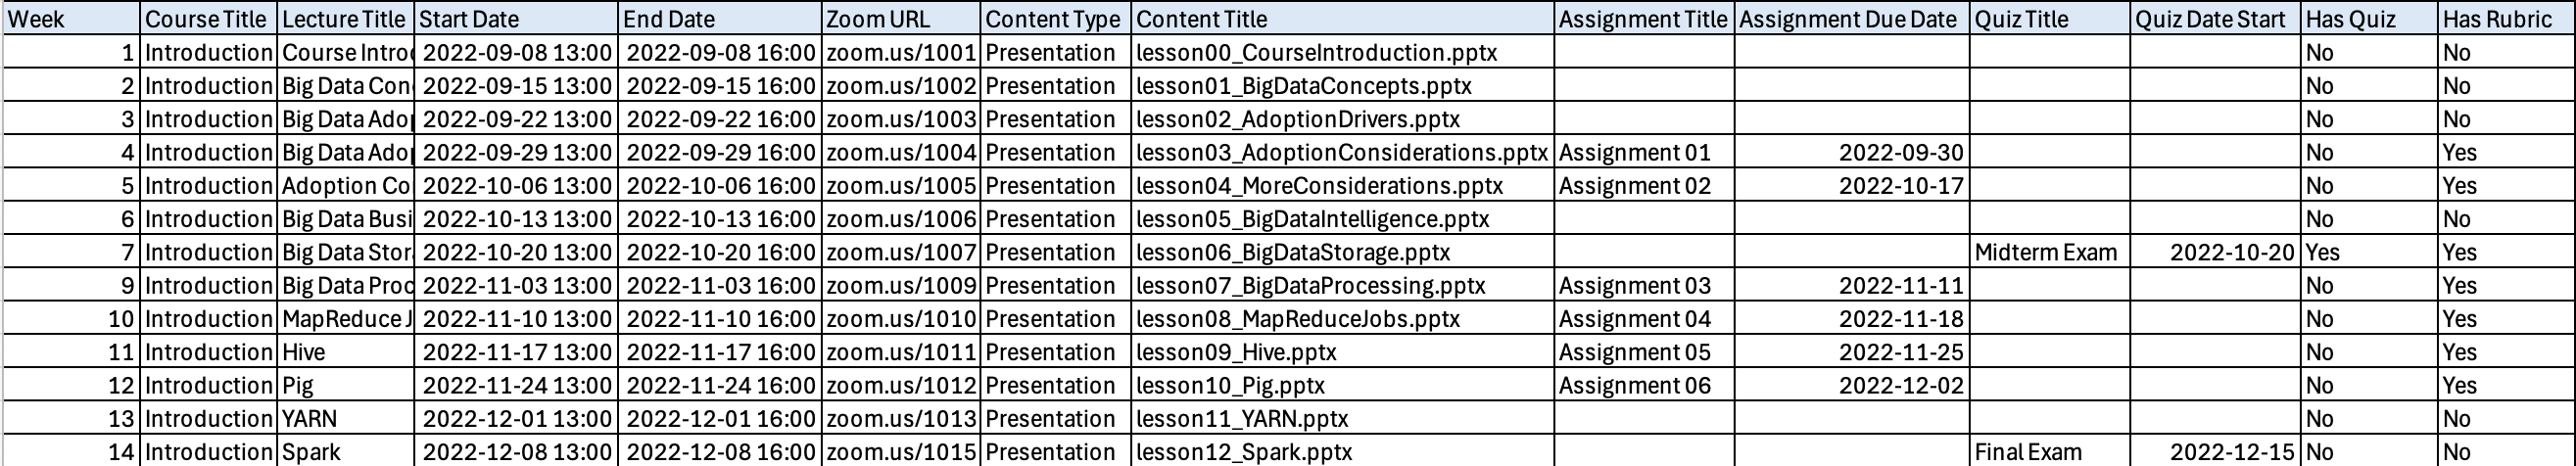 Week Course Title Lecture Title Start Date End Date Zoom URL Content Type Content Title Assignment Title Assignment Due Date Quiz Title Quiz Date Start Has Quiz Has Rubric
1 Introduction Course Introd 2022-09-08 13:00 2022-09-08 16:00 zoom.us/1001 Presentation lesson00_CourseIntroduction.pptx No No
2 Introduction Big Data Con 2022-09-15 13:00 2022-09-15 16:00 zoom.us/1002 Presentation lesson01_BigDataConcepts.pptx No No
3 Introduction Big Data Adop 2022-09-22 13:00 2022-09-22 16:00 zoom.us/1003 Presentation lesson02_AdoptionDrivers.pptx No No
4 Introduction Big Data Adop 2022-09-29 13:00 2022-09-29 16:00 zoom.us/1004 Presentation lesson03_AdoptionConsiderations.pptx Assignment 01 2022-09-30 No Yes
5 Introduction Adoption Co 2022-10-06 13:00 2022-10-06 16:00 zoom.us/1005 Presentation lesson04_MoreConsiderations.pptx Assignment 02 2022-10-17 No Yes
6 Introduction Big Data Busi 2022-10-13 13:00 2022-10-13 16:00 zoom.us/1006 Presentation lesson05_BigDataIntelligence.pptx No No
7 Introduction Big Data Stor 2022-10-20 13:00 2022-10-20 16:00 zoom.us/1007 Presentation lesson06_BigDataStorage.pptx Midterm Exam 2022-10-20 Yes Yes
9 Introduction Big Data Proc 2022-11-03 13:00 2022-11-03 16:00 zoom.us/1009 Presentation lesson07_BigDataProcessing.pptx Assignment 03 2022-11-11 No Yes
10 Introduction MapReduce J 2022-11-10 13:00 2022-11-10 16:00 zoom.us/1010 Presentation lesson08_MapReduceJobs.pptx Assignment 04 2022-11-18 No Yes
11 Introduction Hive 2022-11-17 13:00 2022-11-17 16:00 zoom.us/1011 Presentation lesson09_Hive.pptx Assignment 05 2022-11-25 No Yes
12 Introduction Pig 2022-11-24 13:00 2022-11-24 16:00 zoom.us/1012 Presentation lesson10_Pig.pptx Assignment 06 2022-12-02 No Yes
13 Introduction YARN 2022-12-01 13:00 2022-12-01 16:00 zoom.us/1013 Presentation lesson11_YARN.pptx No No
14 Introduction Spark 2022-12-08 13:00 2022-12-08 16:00 zoom.us/1015 Presentation lesson12_Spark.pptx Final Exam 2022-12-15 No No